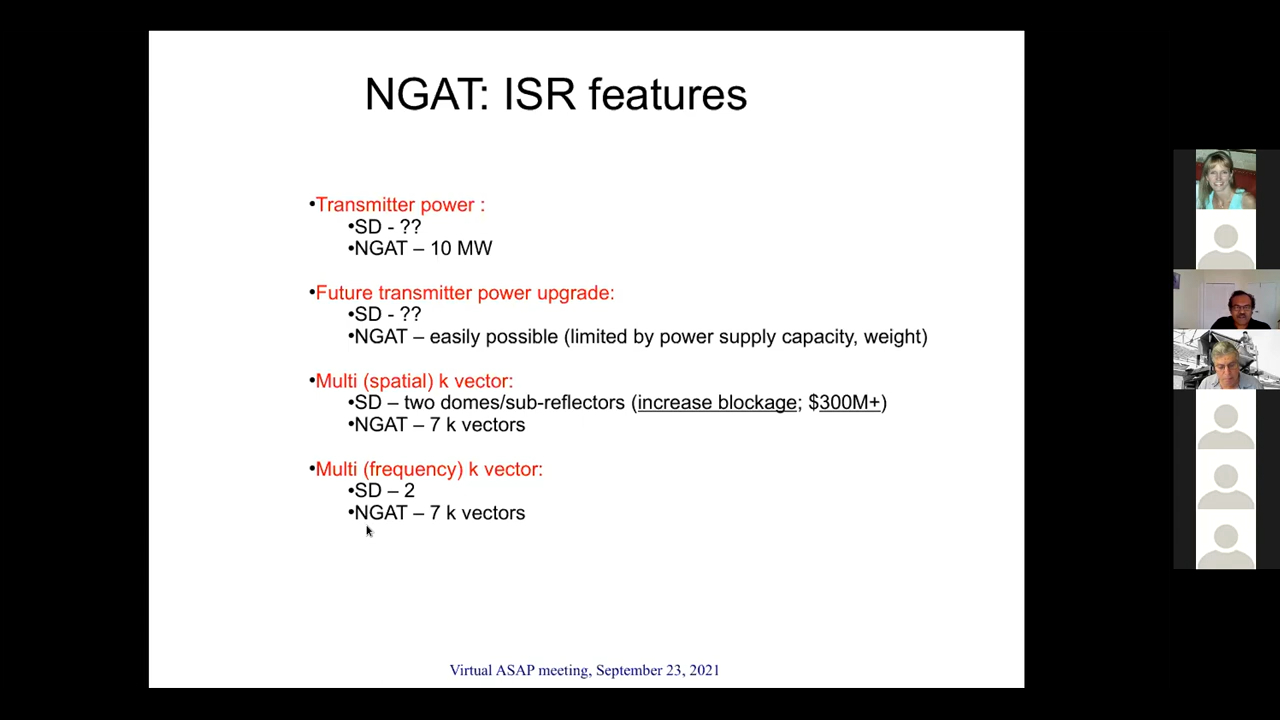 NGAT: ISR features
•Transmitter power :
•SD - ??
•NGAT – 10 MW
•Future transmitter power upgrade:
•SD - ??
•NGAT – easily possible (limited by power supply capacity, weight)
•Multi (spatial) k vector:
•SD – two domes/sub-reflectors (increase blockage; $300M+)
•NGAT – 7 k vectors
•Multi (frequency) k vector:
•SD – 2
•NGAT – 7 k vectors
Virtual ASAP meeting, September 23, 2021